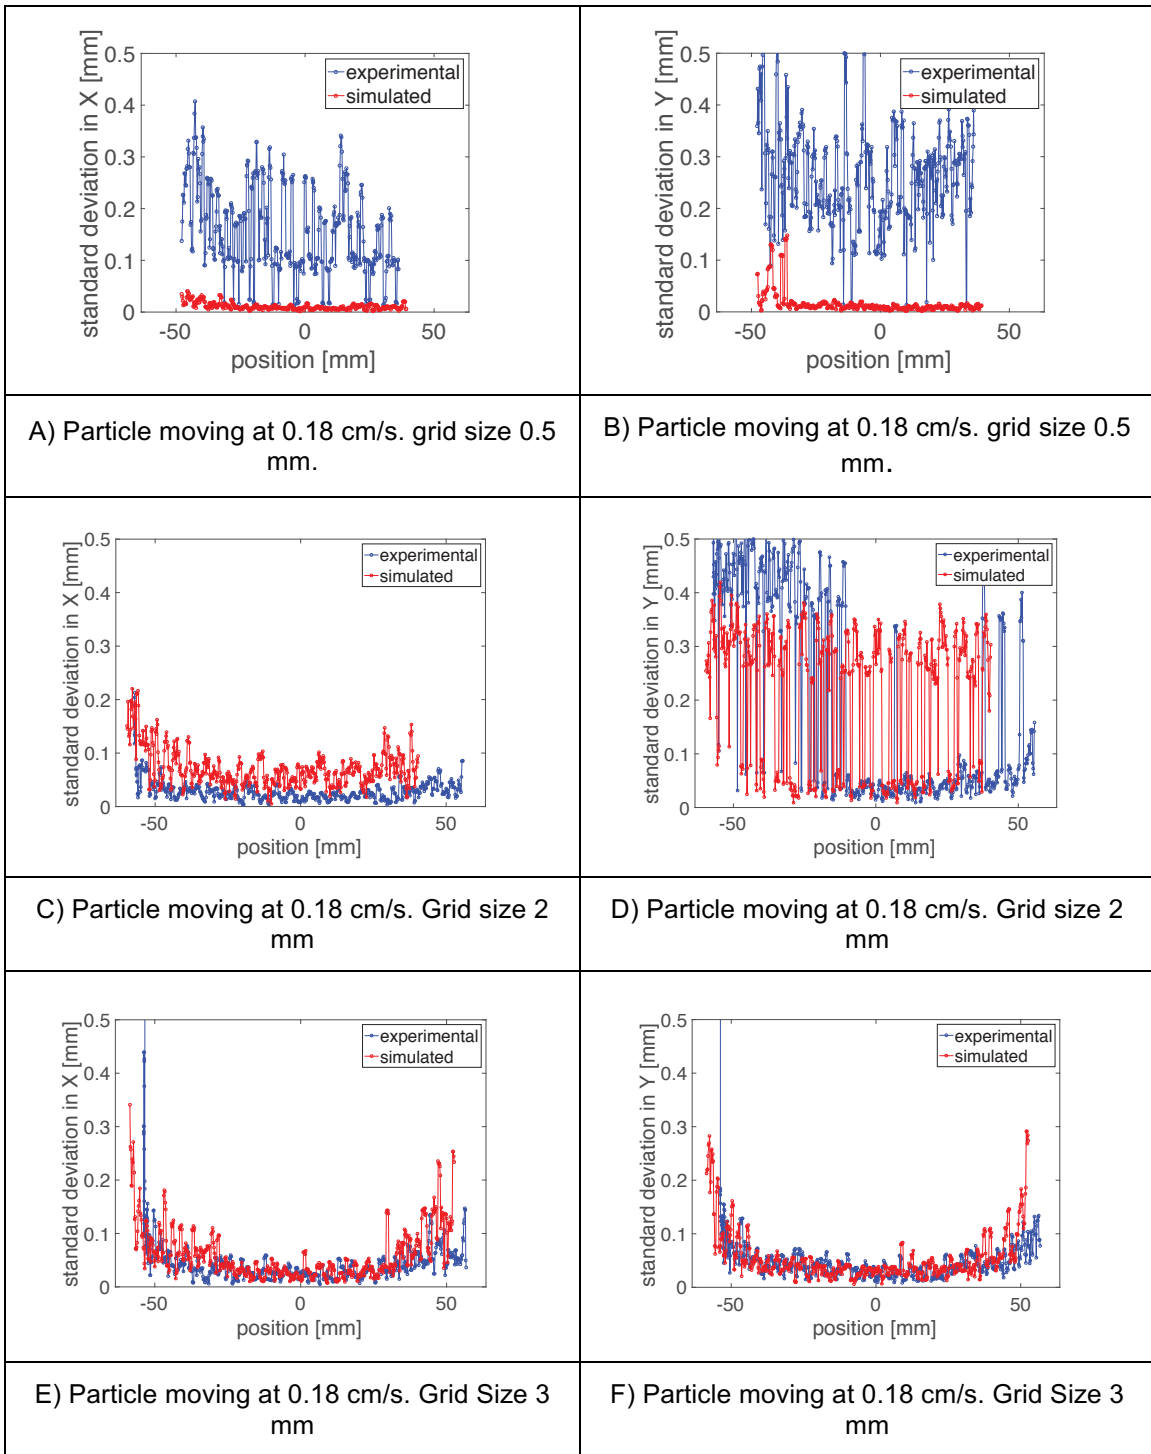 standard deviation in X [mm]
0.5
0.4
0.3
0.2
0.1
0
-50
0
50
position [mm]
experimental
simulated
standard deviation in Y [mm]
0.5
0.4
0.3
0.2
0.1
0
-50
0
50
position [mm]
experimental
simulated
A) Particle moving at 0.18 cm/s. grid size 0.5
mm.
B) Particle moving at 0.18 cm/s. grid size 0.5
mm.
standard deviation in X [mm]
0.5
0.4
0.3
0.2
0.1
0
-50
0
50
position [mm]
experimental
simulated
standard deviation in Y [mm]
0.5
0.4
0.3
0.2
0.1
0
-50
0
50
position [mm]
experimental
simulated
C) Particle moving at 0.18 cm/s. Grid size 2
mm
D) Particle moving at 0.18 cm/s. Grid size 2
mm
standard deviation in X [mm]
0.5
0.4
0.3
0.2
0.1
0
-50
0
50
position [mm]
experimental
simulated
standard deviation in Y [mm]
0.5
0.4
0.3
0.2
0.1
0
-50
0
50
position [mm]
experimental
simulated
E) Particle moving at 0.18 cm/s. Grid Size 3
mm
F) Particle moving at 0.18 cm/s. Grid Size 3
mm